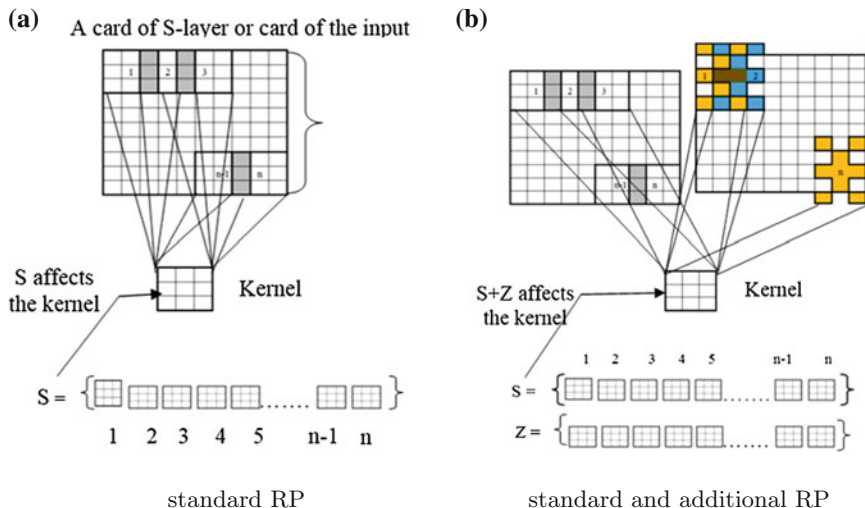 (a)
A card of S-layer or card of the input
1 2 3
n-1 n
S affects
the kernel
Kernel
S = { ....... }
1 2 3 4 5 n-1 n
standard RP
(b)
1 2 3
n-1 n
1 2
n
S+Z affects
the kernel
Kernel
1 2 3 4 5 n-1 n
S = { ....... }
Z = { ....... }
standard and additional RP